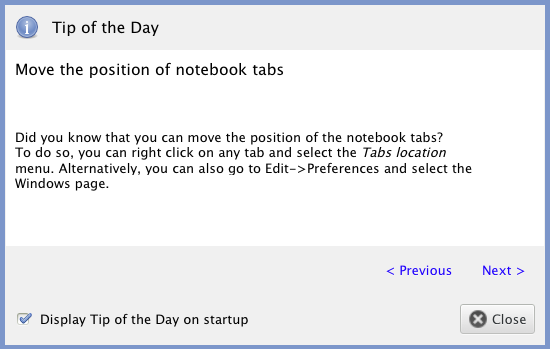 Tip of the Day
Move the position of notebook tabs
Did you know that you can move the position of the notebook tabs?
To do so, you can right click on any tab and select the Tabs location
menu. Alternatively, you can also go to Edit->Preferences and select the
Windows page.
< Previous Next >
Display Tip of the Day on startup
Close